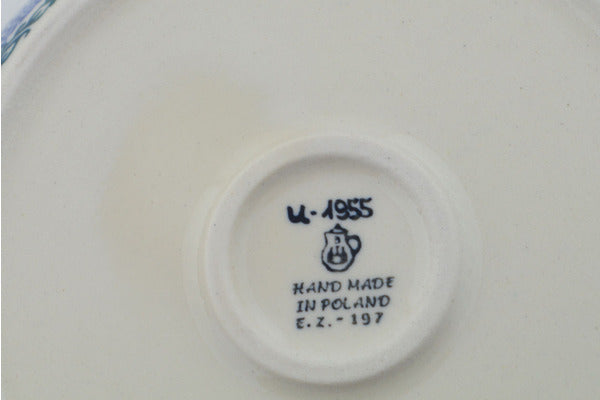 U-1955
HAND MADE
IN POLAND
E.Z.-197